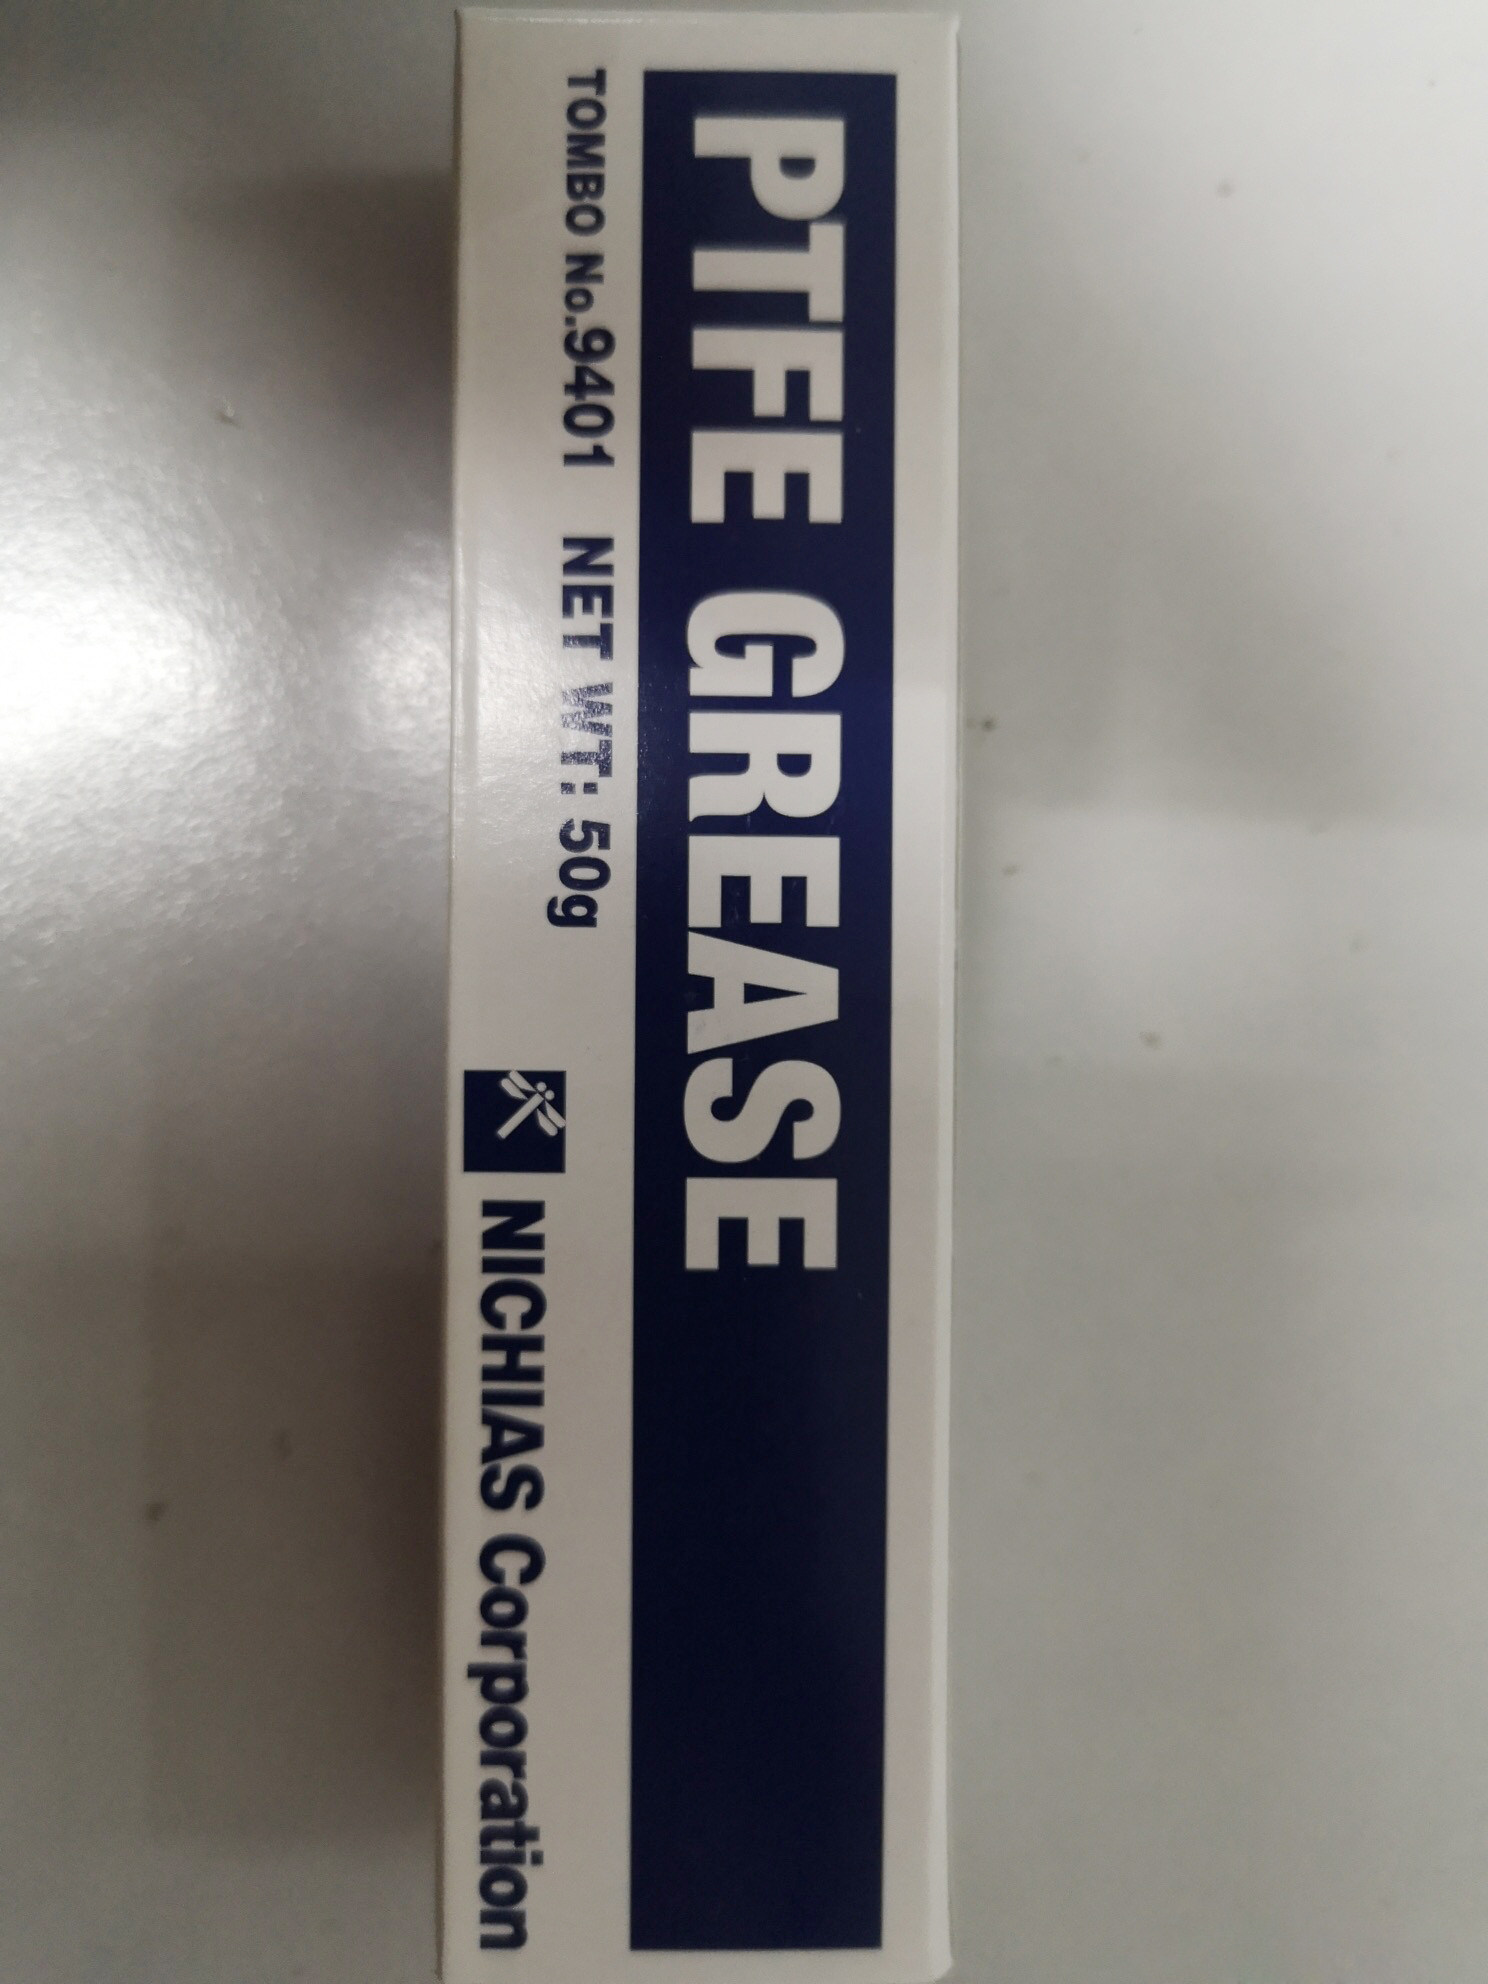 PTFE GREASE
TOMBO No.9401 NET WT: 50g
NICHIAS Corporation